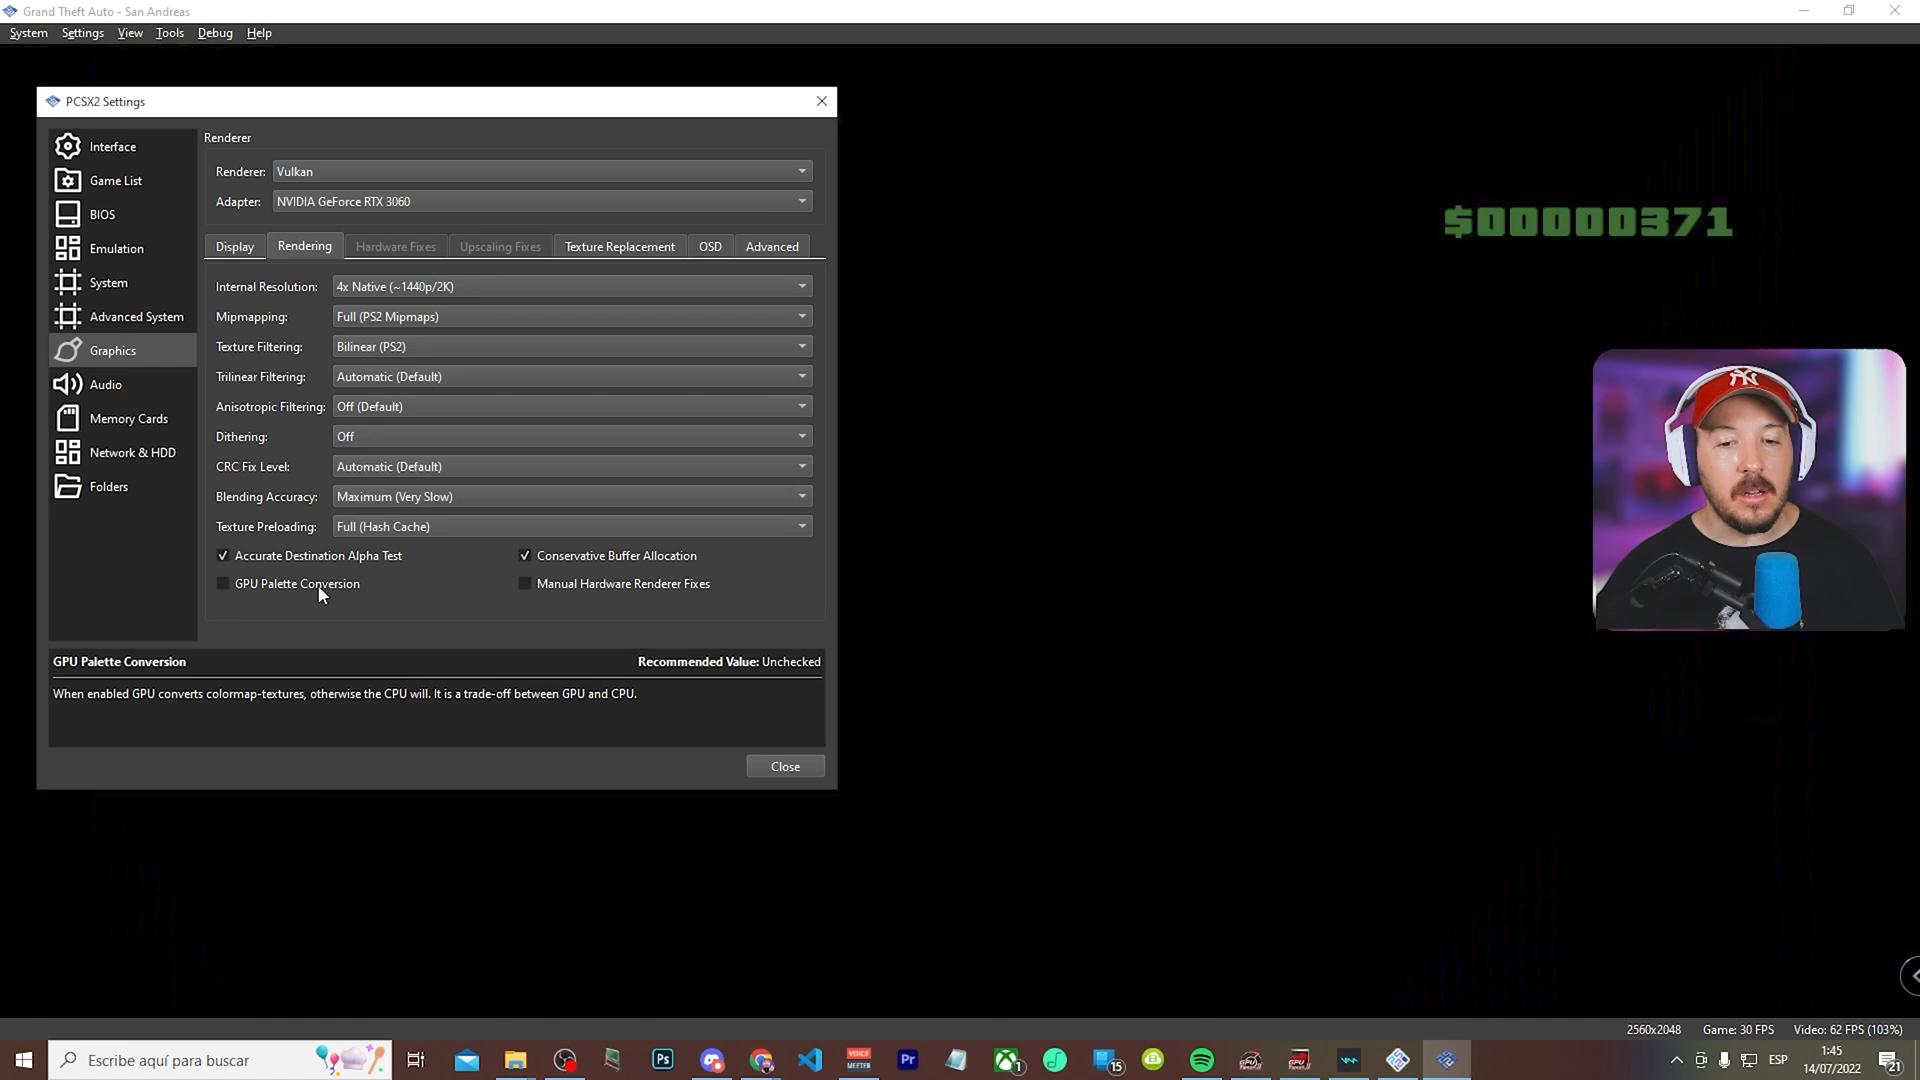 Grand Theft Auto - San Andreas
System Settings View Tools Debug Help
PCSX2 Settings
Interface
Game List
BIOS
Emulation
System
Advanced System
Graphics
Audio
Memory Cards
Network & HDD
Folders
Renderer
Renderer: Vulkan
Adapter: NVIDIA GeForce RTX 3060
Display Rendering Hardware Fixes Upscaling Fixes Texture Replacement OSD Advanced
Internal Resolution: 4x Native (~1440p/2K)
Mipmapping: Full (PS2 Mipmaps)
Texture Filtering: Bilinear (PS2)
Trilinear Filtering: Automatic (Default)
Anisotropic Filtering: Off (Default)
Dithering: Off
CRC Fix Level: Automatic (Default)
Blending Accuracy: Maximum (Very Slow)
Texture Preloading: Full (Hash Cache)
Accurate Destination Alpha Test Conservative Buffer Allocation
GPU Palette Conversion Manual Hardware Renderer Fixes
GPU Palette Conversion Recommended Value: Unchecked
When enabled GPU converts colormap-textures, otherwise the CPU will. It is a trade-off between GPU and CPU.
Close
$00000371
2560x2048 Game: 30 FPS Video: 62 FPS (103%)
Escribe aquí para buscar
Ps
VOICE
MEETER
Pr
1
15
ESP
1:45
14/07/2022
21